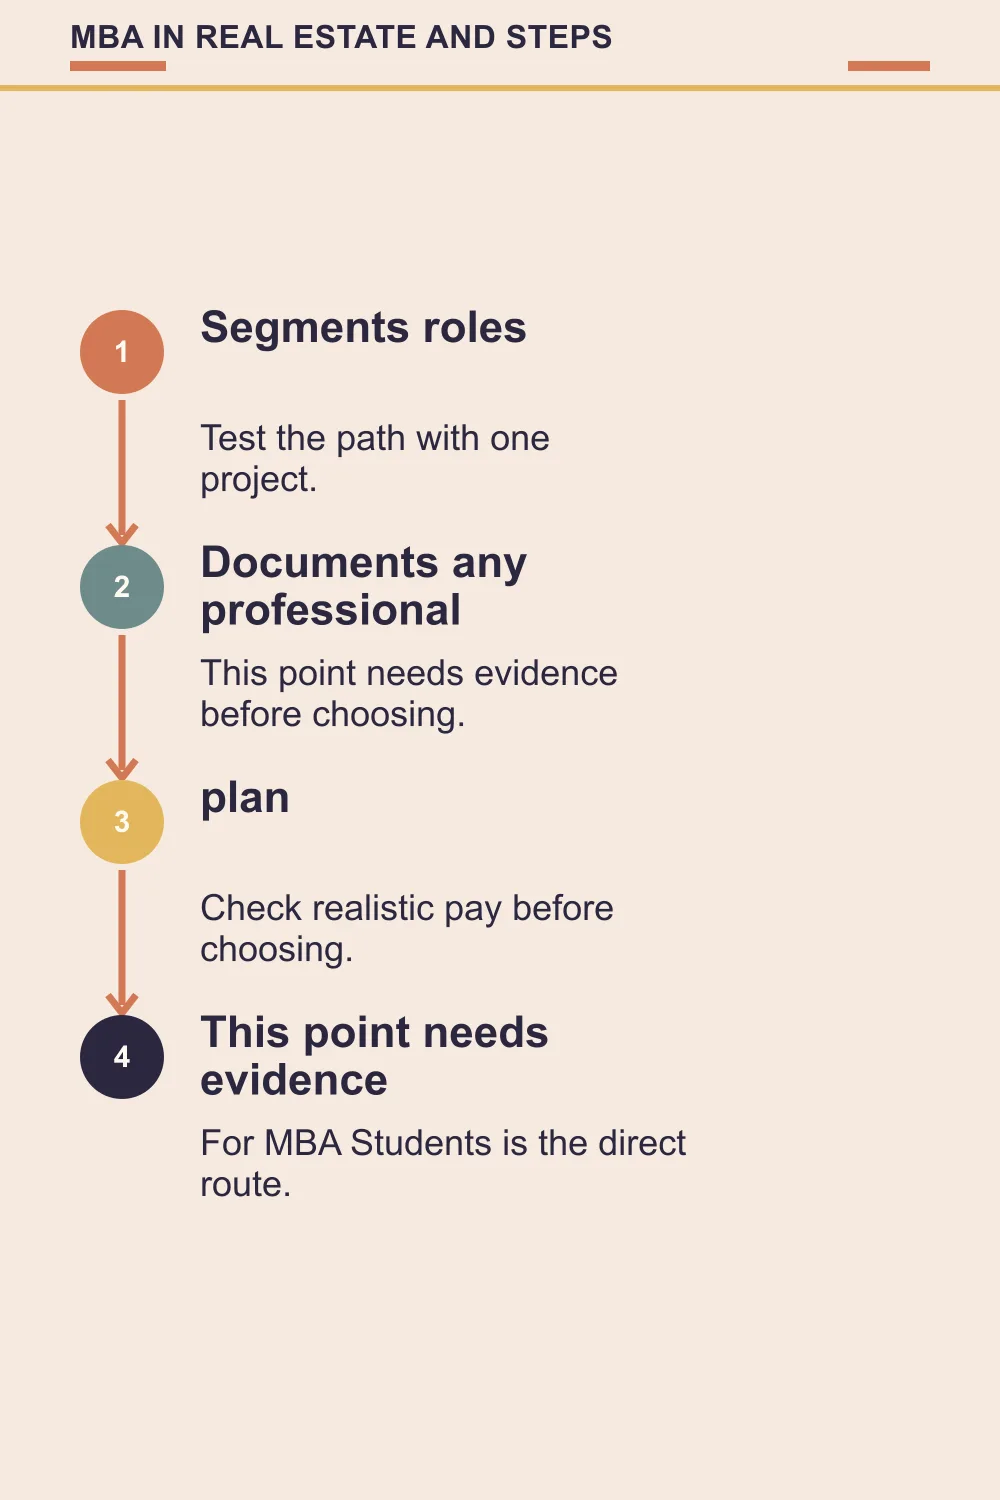 MBA IN REAL ESTATE AND STEPS
1
Segments roles
Test the path with one
project.
2
Documents any
professional
This point needs evidence
before choosing.
3
plan
Check realistic pay before
choosing.
4
This point needs
evidence
For MBA Students is the direct
route.